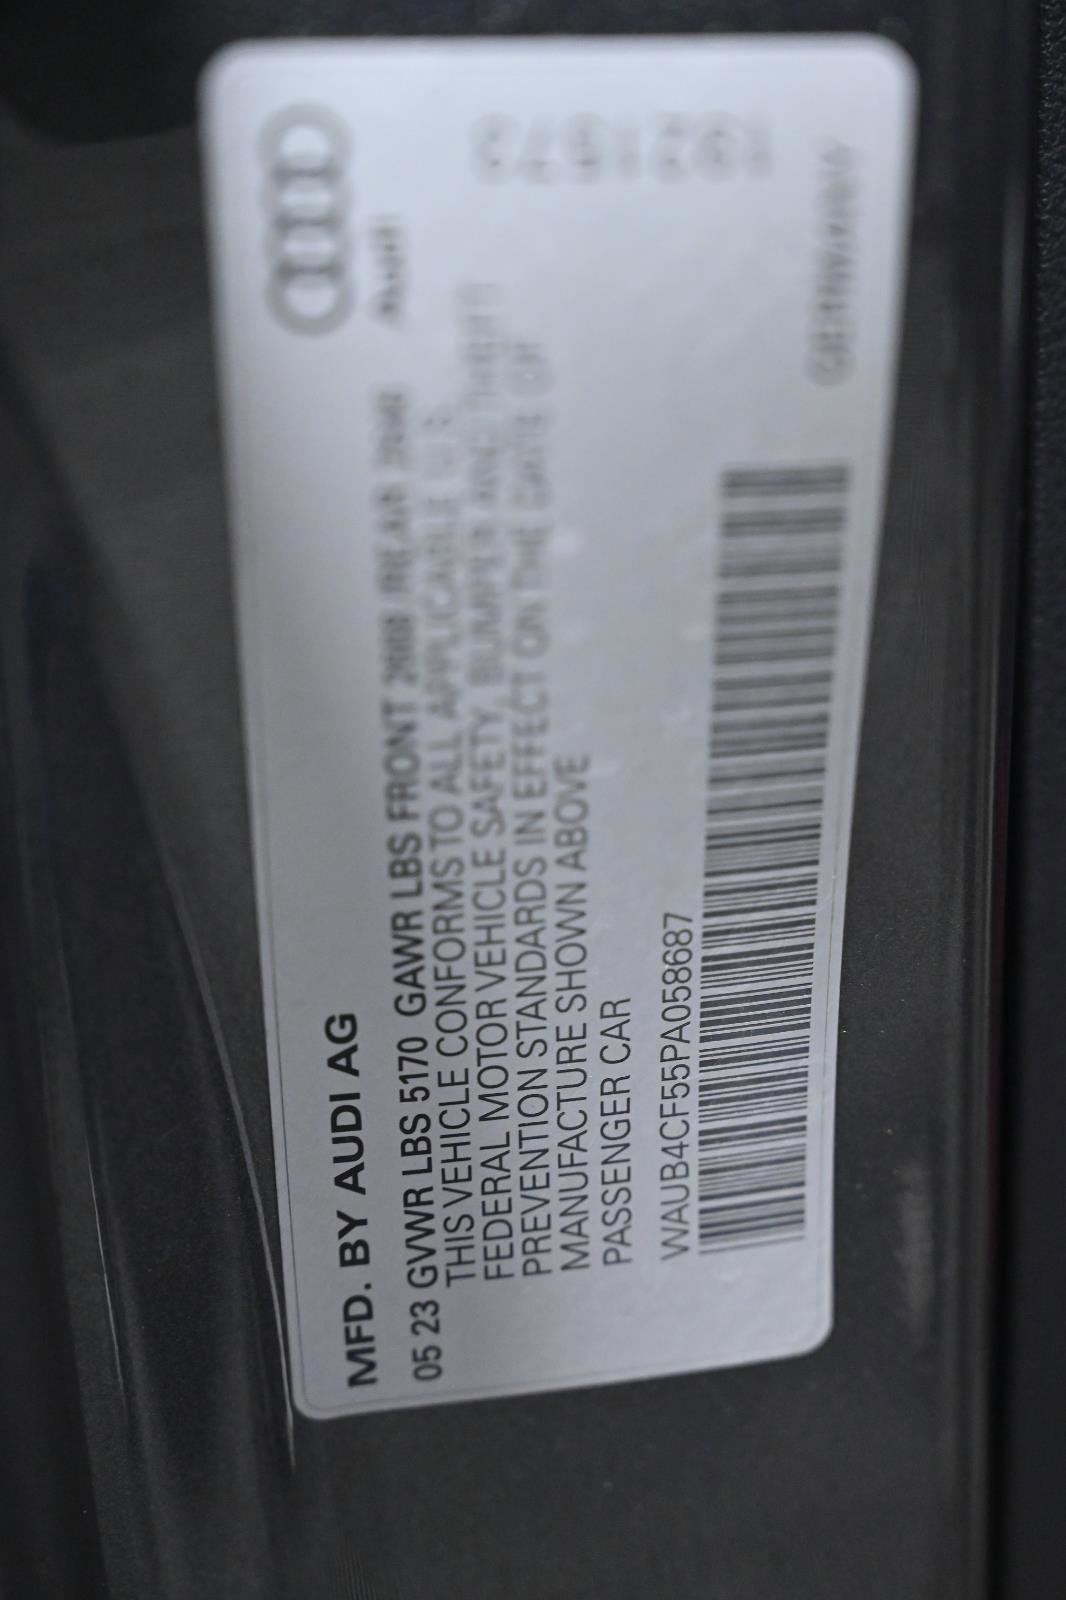 MFD. BY AUDI AG
Audi
05 23 GVWR LBS 5170 GAWR LBS FRONT REAR
THIS VEHICLE CONFORMS TO ALL APPLICABLE U.S.
FEDERAL MOTOR VEHICLE SAFETY, BUMPER AND THEFT
PREVENTION STANDARDS IN EFFECT ON THE DATE OF
MANUFACTURE SHOWN ABOVE
PASSENGER CAR
WAUB4CF55PA058687
GERMANY